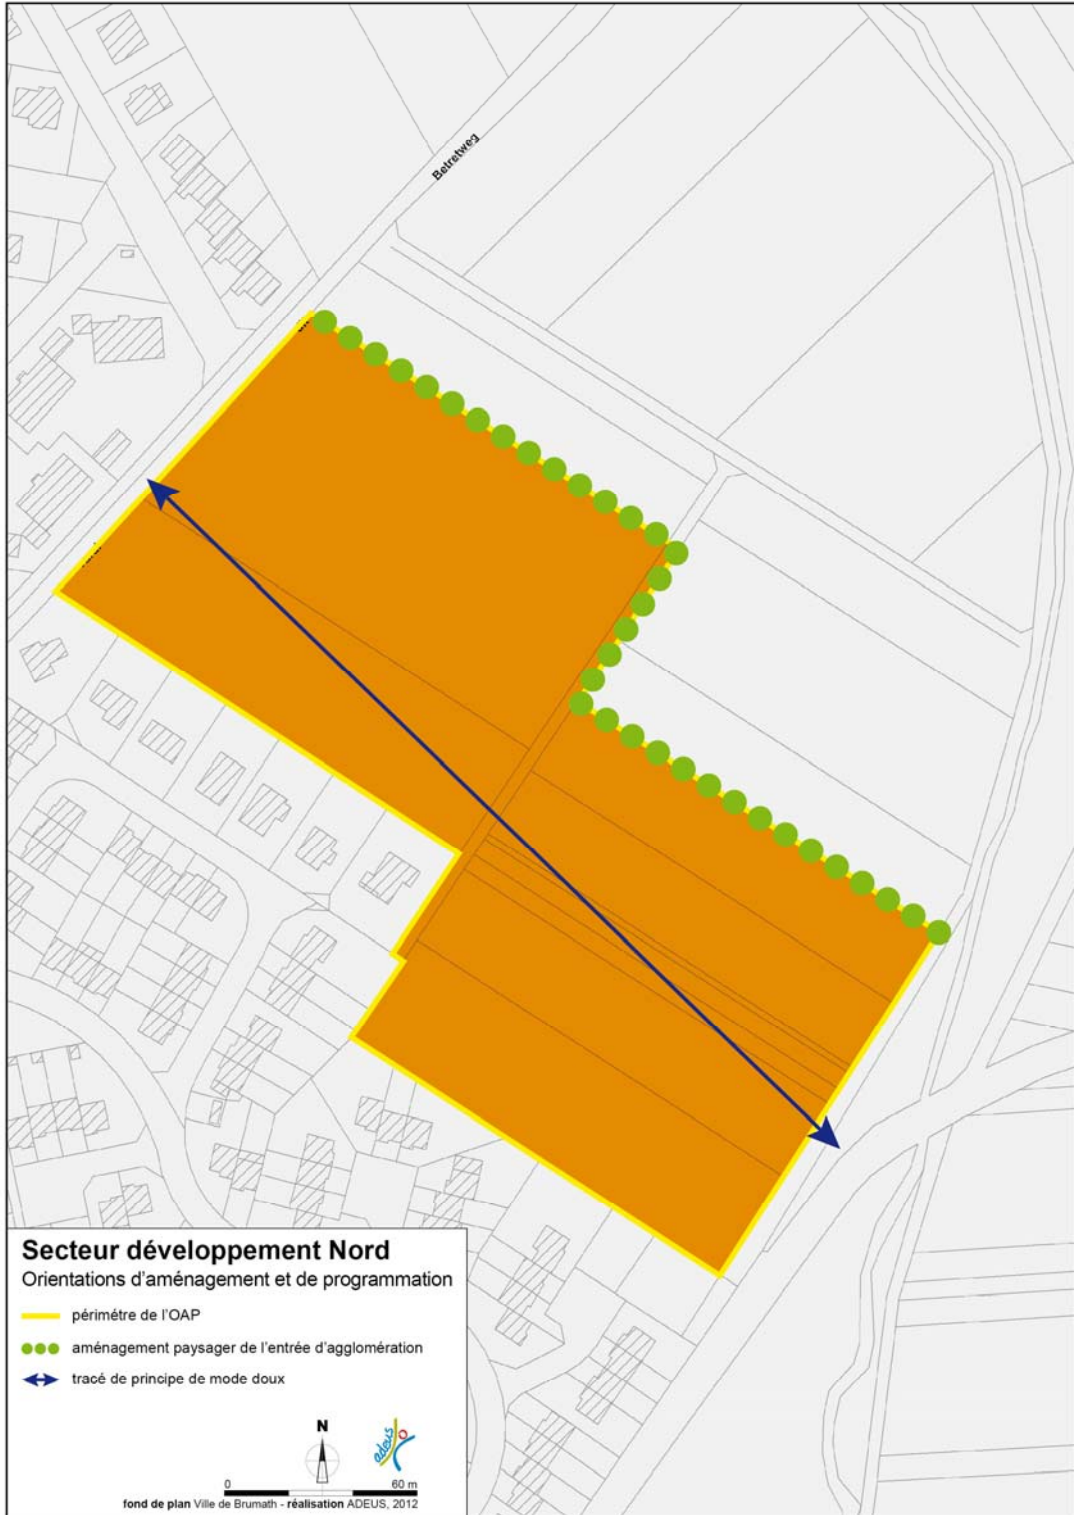 Betretweg
Secteur développement Nord
Orientations d'aménagement et de programmation
périmétre de l'OAP
aménagement paysager de l'entrée d'agglomération
tracé de principe de mode doux
N
adeus
0 60 m
fond de plan Ville de Brumath - réalisation ADEUS, 2012